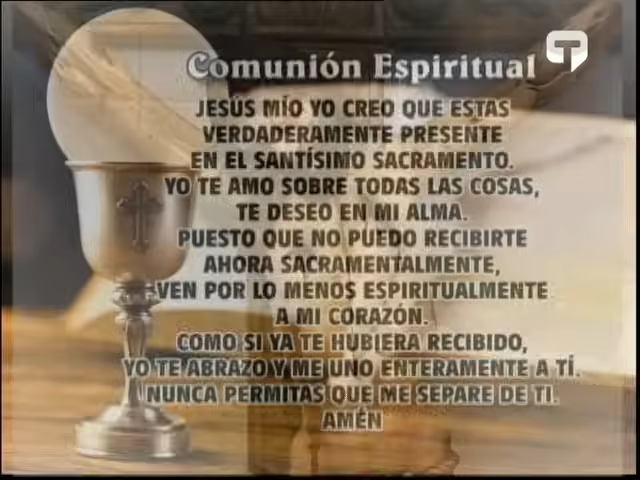 Comunión Espiritual
JESÚS MÍO YO CREO QUE ESTAS
VERDADERAMENTE PRESENTE
EN EL SANTÍSIMO SACRAMENTO.
YO TE AMO SOBRE TODAS LAS COSAS,
TE DESEO EN MI ALMA.
PUESTO QUE NO PUEDO RECIBIRTE
AHORA SACRAMENTALMENTE,
VEN POR LO MENOS ESPIRITUALMENTE
A MI CORAZÓN.
COMO SI YA TE HUBIERA RECIBIDO,
YO TE ABRAZO Y ME UNO ENTERAMENTE A TÍ.
NUNCA PERMITAS QUE ME SEPARE DE TI.
AMÉN